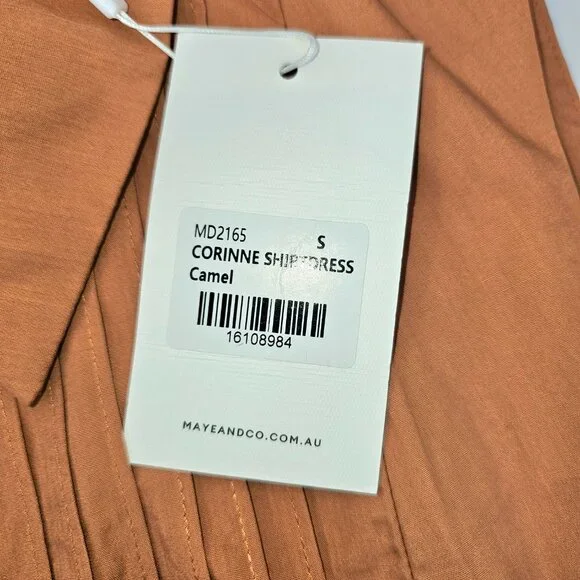 MD2165 S
CORINNE SHIRTDRESS
Camel
16108984
MAYEANDCO.COM.AU